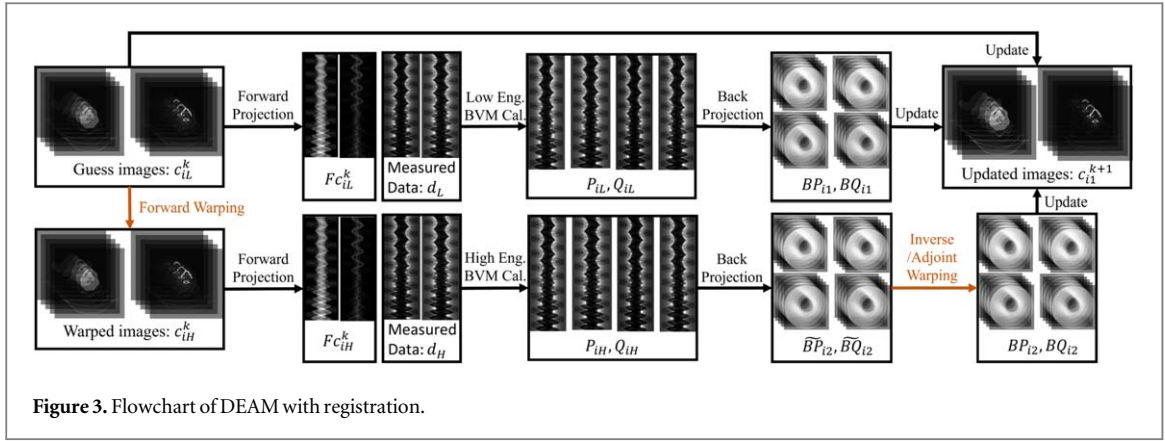 Update
Forward
Projection
Low Eng.
BVM Cal.
Back
Projection
Update
Guess images: c_{iL}^k
Fc_{iL}^k
Measured
Data: d_L
P_{iL}, Q_{iL}
BP_{i1}, BQ_{i1}
Updated images: c_{i1}^{k+1}
Forward Warping
Update
Forward
Projection
High Eng.
BVM Cal.
Back
Projection
Inverse
/Adjoint
Warping
Warped images: c_{iH}^k
Fc_{iH}^k
Measured
Data: d_H
P_{iH}, Q_{iH}
\widetilde{BP}_{i2}, \widetilde{BQ}_{i2}
BP_{i2}, BQ_{i2}
Figure 3. Flowchart of DEAM with registration.